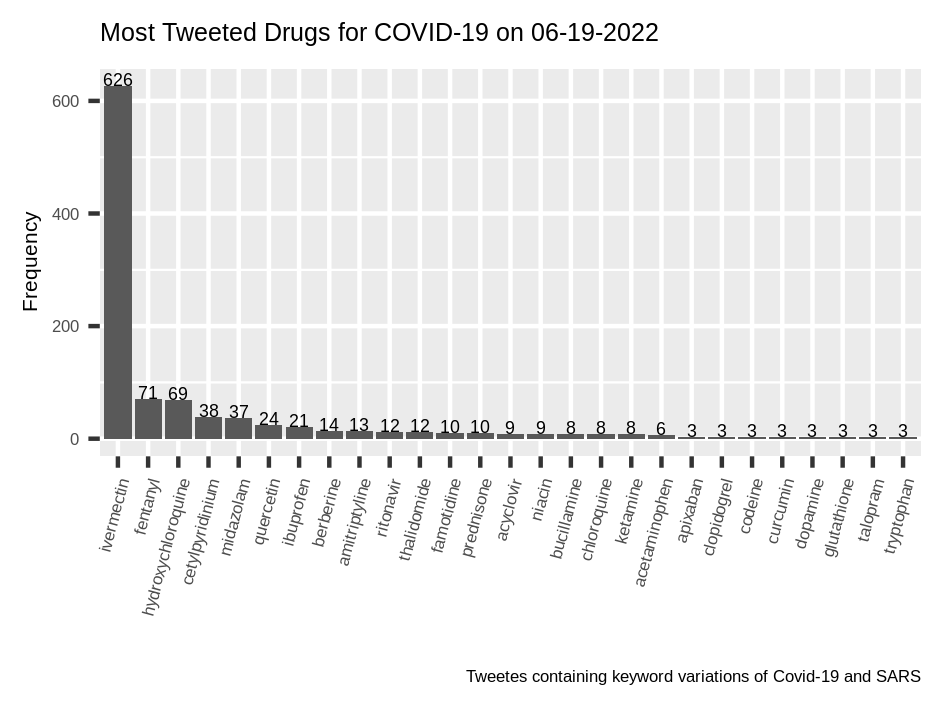 Most Tweeted Drugs for COVID-19 on 06-19-2022
Frequency
600
400
200
0
626
71
69
38
37
24
21
14
13
12
12
10
10
9
9
8
8
8
6
3
3
3
3
3
3
3
3
ivermectin
fentanyl
hydroxychloroquine
cetylpyridinium
midazolam
quercetin
ibuprofen
berberine
amitriptyline
ritonavir
thalidomide
famotidine
prednisone
acyclovir
niacin
bucillamine
chloroquine
ketamine
acetaminophen
apixaban
clopidogrel
codeine
curcumin
dopamine
glutathione
talopram
tryptophan
Tweetes containing keyword variations of Covid-19 and SARS